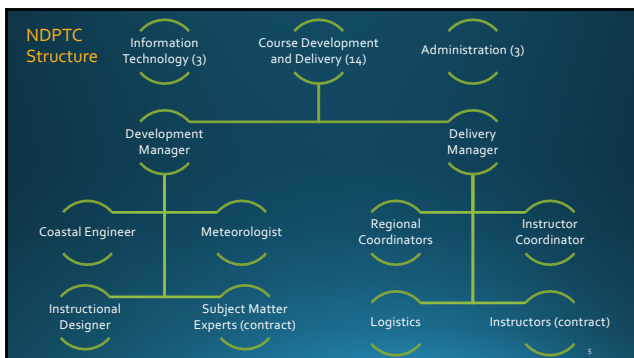 NDPTC
Structure
Information
Technology (3)
Course Development
and Delivery (14)
Administration (3)
Development
Manager
Delivery
Manager
Coastal Engineer
Meteorologist
Regional
Coordinators
Instructor
Coordinator
Instructional
Designer
Subject Matter
Experts (contract)
Logistics
Instructors (contract)
5